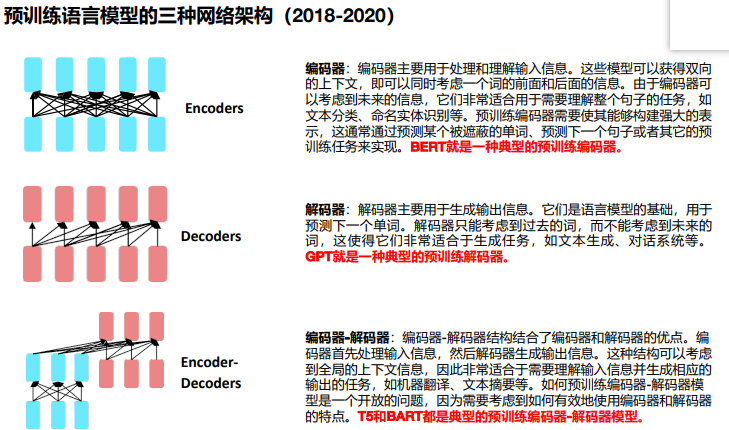 预训练语言模型的三种网络架构（2018-2020）
Encoders
编码器：编码器主要用于处理和理解输入信息。这些模型可以获得双向
的上下文，即可以同时考虑一个词的前面和后面的信息。由于编码器可
以考虑到未来的信息，它们非常适合用于需要理解整个句子的任务，如
文本分类、命名实体识别等。预训练编码器需要使其能够构建强大的表
示，这通常通过预测某个被遮蔽的单词、预测下一个句子或者其它的预
训练任务来实现。BERT就是一种典型的预训练编码器。
Decoders
解码器：解码器主要用于生成输出信息。它们是语言模型的基础，用于
预测下一个单词。解码器只能考虑到过去的词，而不能考虑到未来的
词，这使得它们非常适合于生成任务，如文本生成、对话系统等。
GPT就是一种典型的预训练解码器。
Encoder-
Decoders
编码器-解码器：编码器-解码器结构结合了编码器和解码器的优点。编
码器首先处理输入信息，然后解码器生成输出信息。这种结构可以考虑
到全局的上下文信息，因此非常适合于需要理解输入信息并生成相应的
输出的任务，如机器翻译、文本摘要等。如何预训练编码器-解码器模
型是一个开放的问题，因为需要考虑到如何有效地使用编码器和解码器
的特点。T5和BART都是典型的预训练编码器-解码器模型。